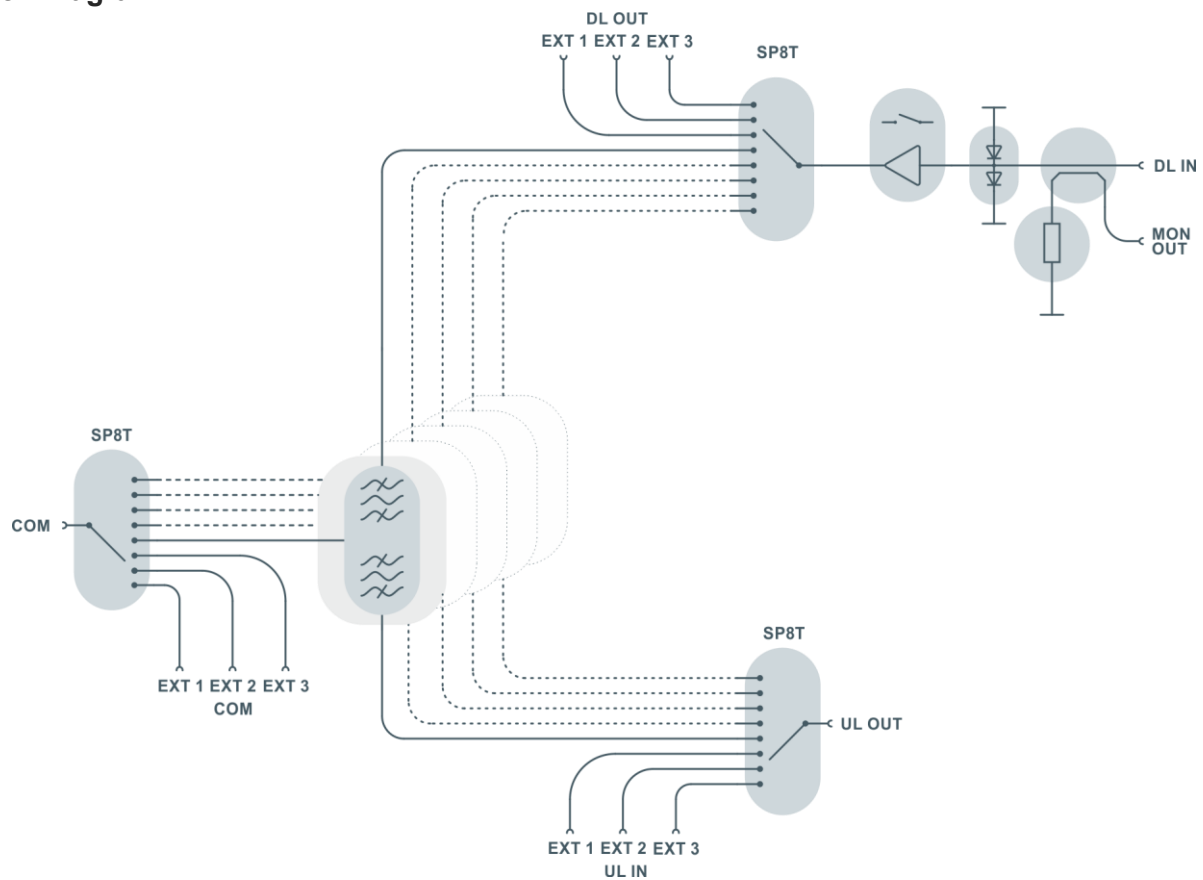 DL OUT
EXT 1 EXT 2 EXT 3
SP8T
DL IN
MON
OUT
SP8T
COM
EXT 1 EXT 2 EXT 3
COM
SP8T
UL OUT
EXT 1 EXT 2 EXT 3
UL IN